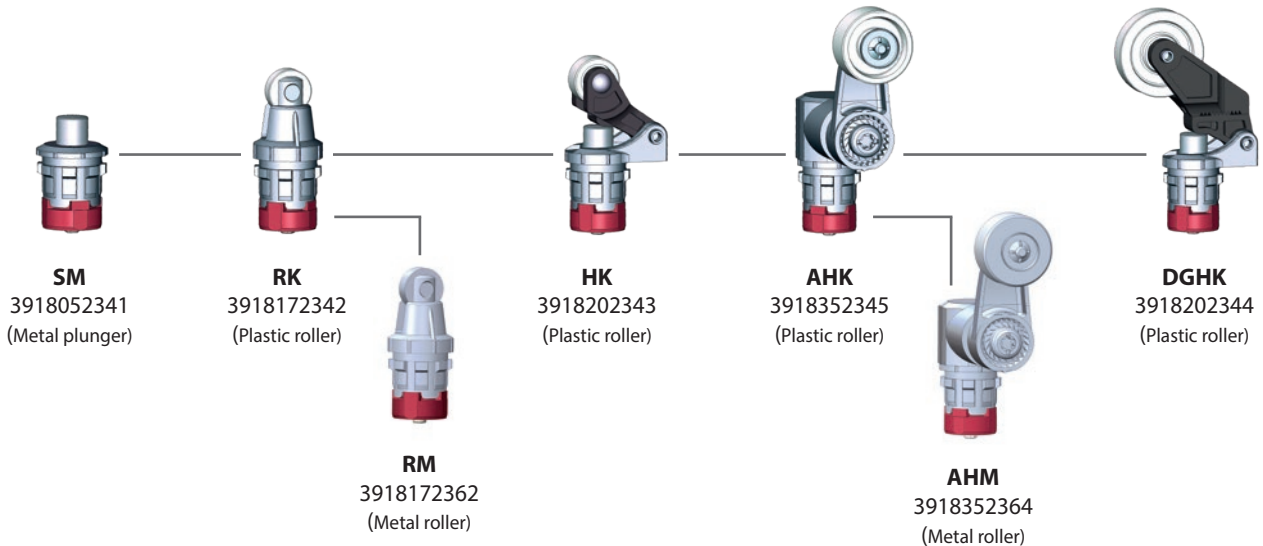 SM
3918052341
(Metal plunger)
RK
3918172342
(Plastic roller)
HK
3918202343
(Plastic roller)
AHK
3918352345
(Plastic roller)
DGHK
3918202344
(Plastic roller)
RM
3918172362
(Metal roller)
AHM
3918352364
(Metal roller)